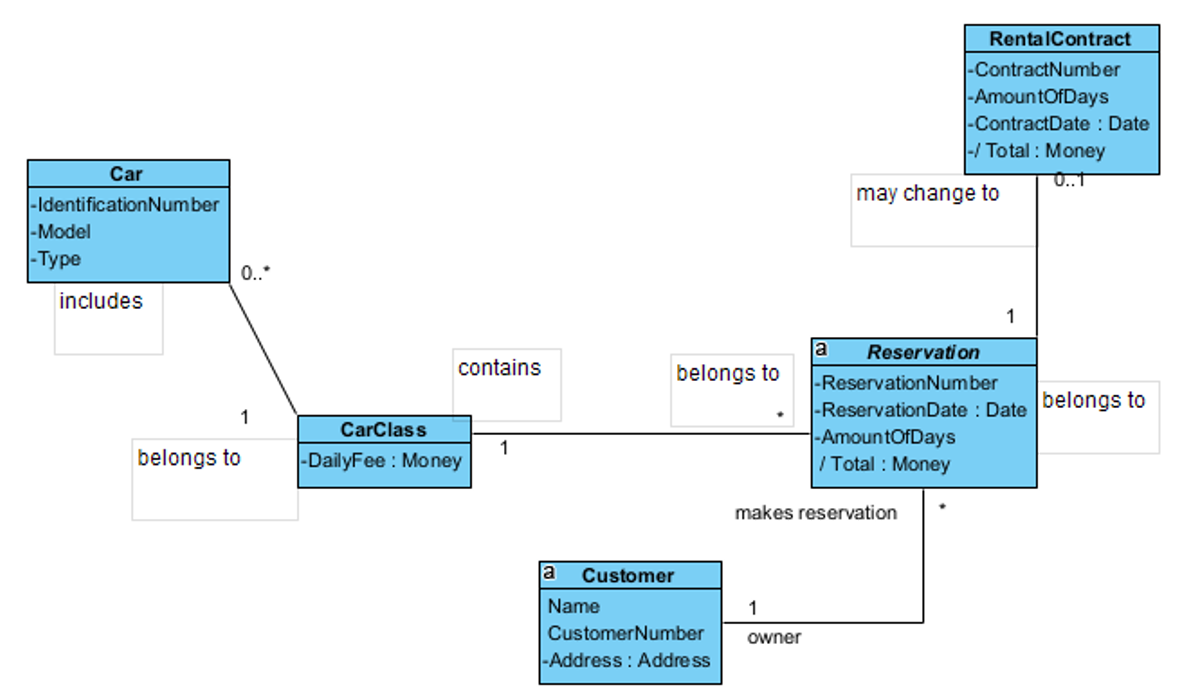 RentalContract
-ContractNumber
-AmountOfDays
-ContractDate : Date
-/ Total : Money
0..1
may change to
1
Car
-IdentificationNumber
-Model
-Type
0..*
includes
1
belongs to
CarClass
-DailyFee : Money
contains
1
belongs to
*
a
Reservation
-ReservationNumber
-ReservationDate : Date
-AmountOfDays
/ Total : Money
belongs to
makes reservation
*
a
Customer
Name
CustomerNumber
-Address : Address
1
owner